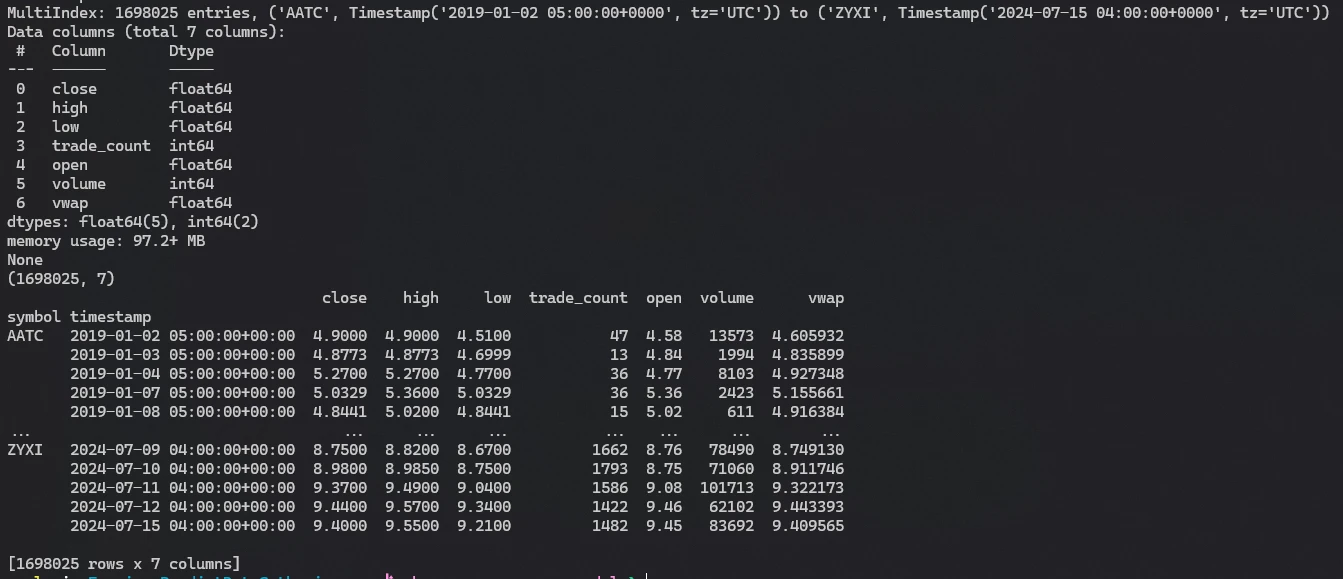 MultiIndex: 1698025 entries, ('AATC', Timestamp('2019-01-02 05:00:00+0000', tz='UTC')) to ('ZYXI', Timestamp('2024-07-15 04:00:00+0000', tz='UTC'))
Data columns (total 7 columns):
 #   Column       Dtype
---  ------       -----
 0   close        float64
 1   high         float64
 2   low          float64
 3   trade_count  int64
 4   open         float64
 5   volume       int64
 6   vwap         float64
dtypes: float64(5), int64(2)
memory usage: 97.2+ MB
None
(1698025, 7)
                                   close    high     low  trade_count  open  volume      vwap
symbol timestamp
AATC   2019-01-02 05:00:00+00:00  4.9000  4.9000  4.5100           47  4.58   13573  4.605932
       2019-01-03 05:00:00+00:00  4.8773  4.8773  4.6999           13  4.84    1994  4.835899
       2019-01-04 05:00:00+00:00  5.2700  5.2700  4.7700           36  4.77    8103  4.927348
       2019-01-07 05:00:00+00:00  5.0329  5.3600  5.0329           36  5.36    2423  5.155661
       2019-01-08 05:00:00+00:00  4.8441  5.0200  4.8441           15  5.02     611  4.916384
...                                  ...     ...     ...          ...   ...     ...       ...
ZYXI   2024-07-09 04:00:00+00:00  8.7500  8.8200  8.6700         1662  8.76   78490  8.749130
       2024-07-10 04:00:00+00:00  8.9800  8.9850  8.7500         1793  8.75   71060  8.911746
       2024-07-11 04:00:00+00:00  9.3700  9.4900  9.0400         1586  9.08  101713  9.322173
       2024-07-12 04:00:00+00:00  9.4400  9.5700  9.3400         1422  9.46   62102  9.443393
       2024-07-15 04:00:00+00:00  9.4000  9.5500  9.2100         1482  9.45   83692  9.409565
[1698025 rows x 7 columns]